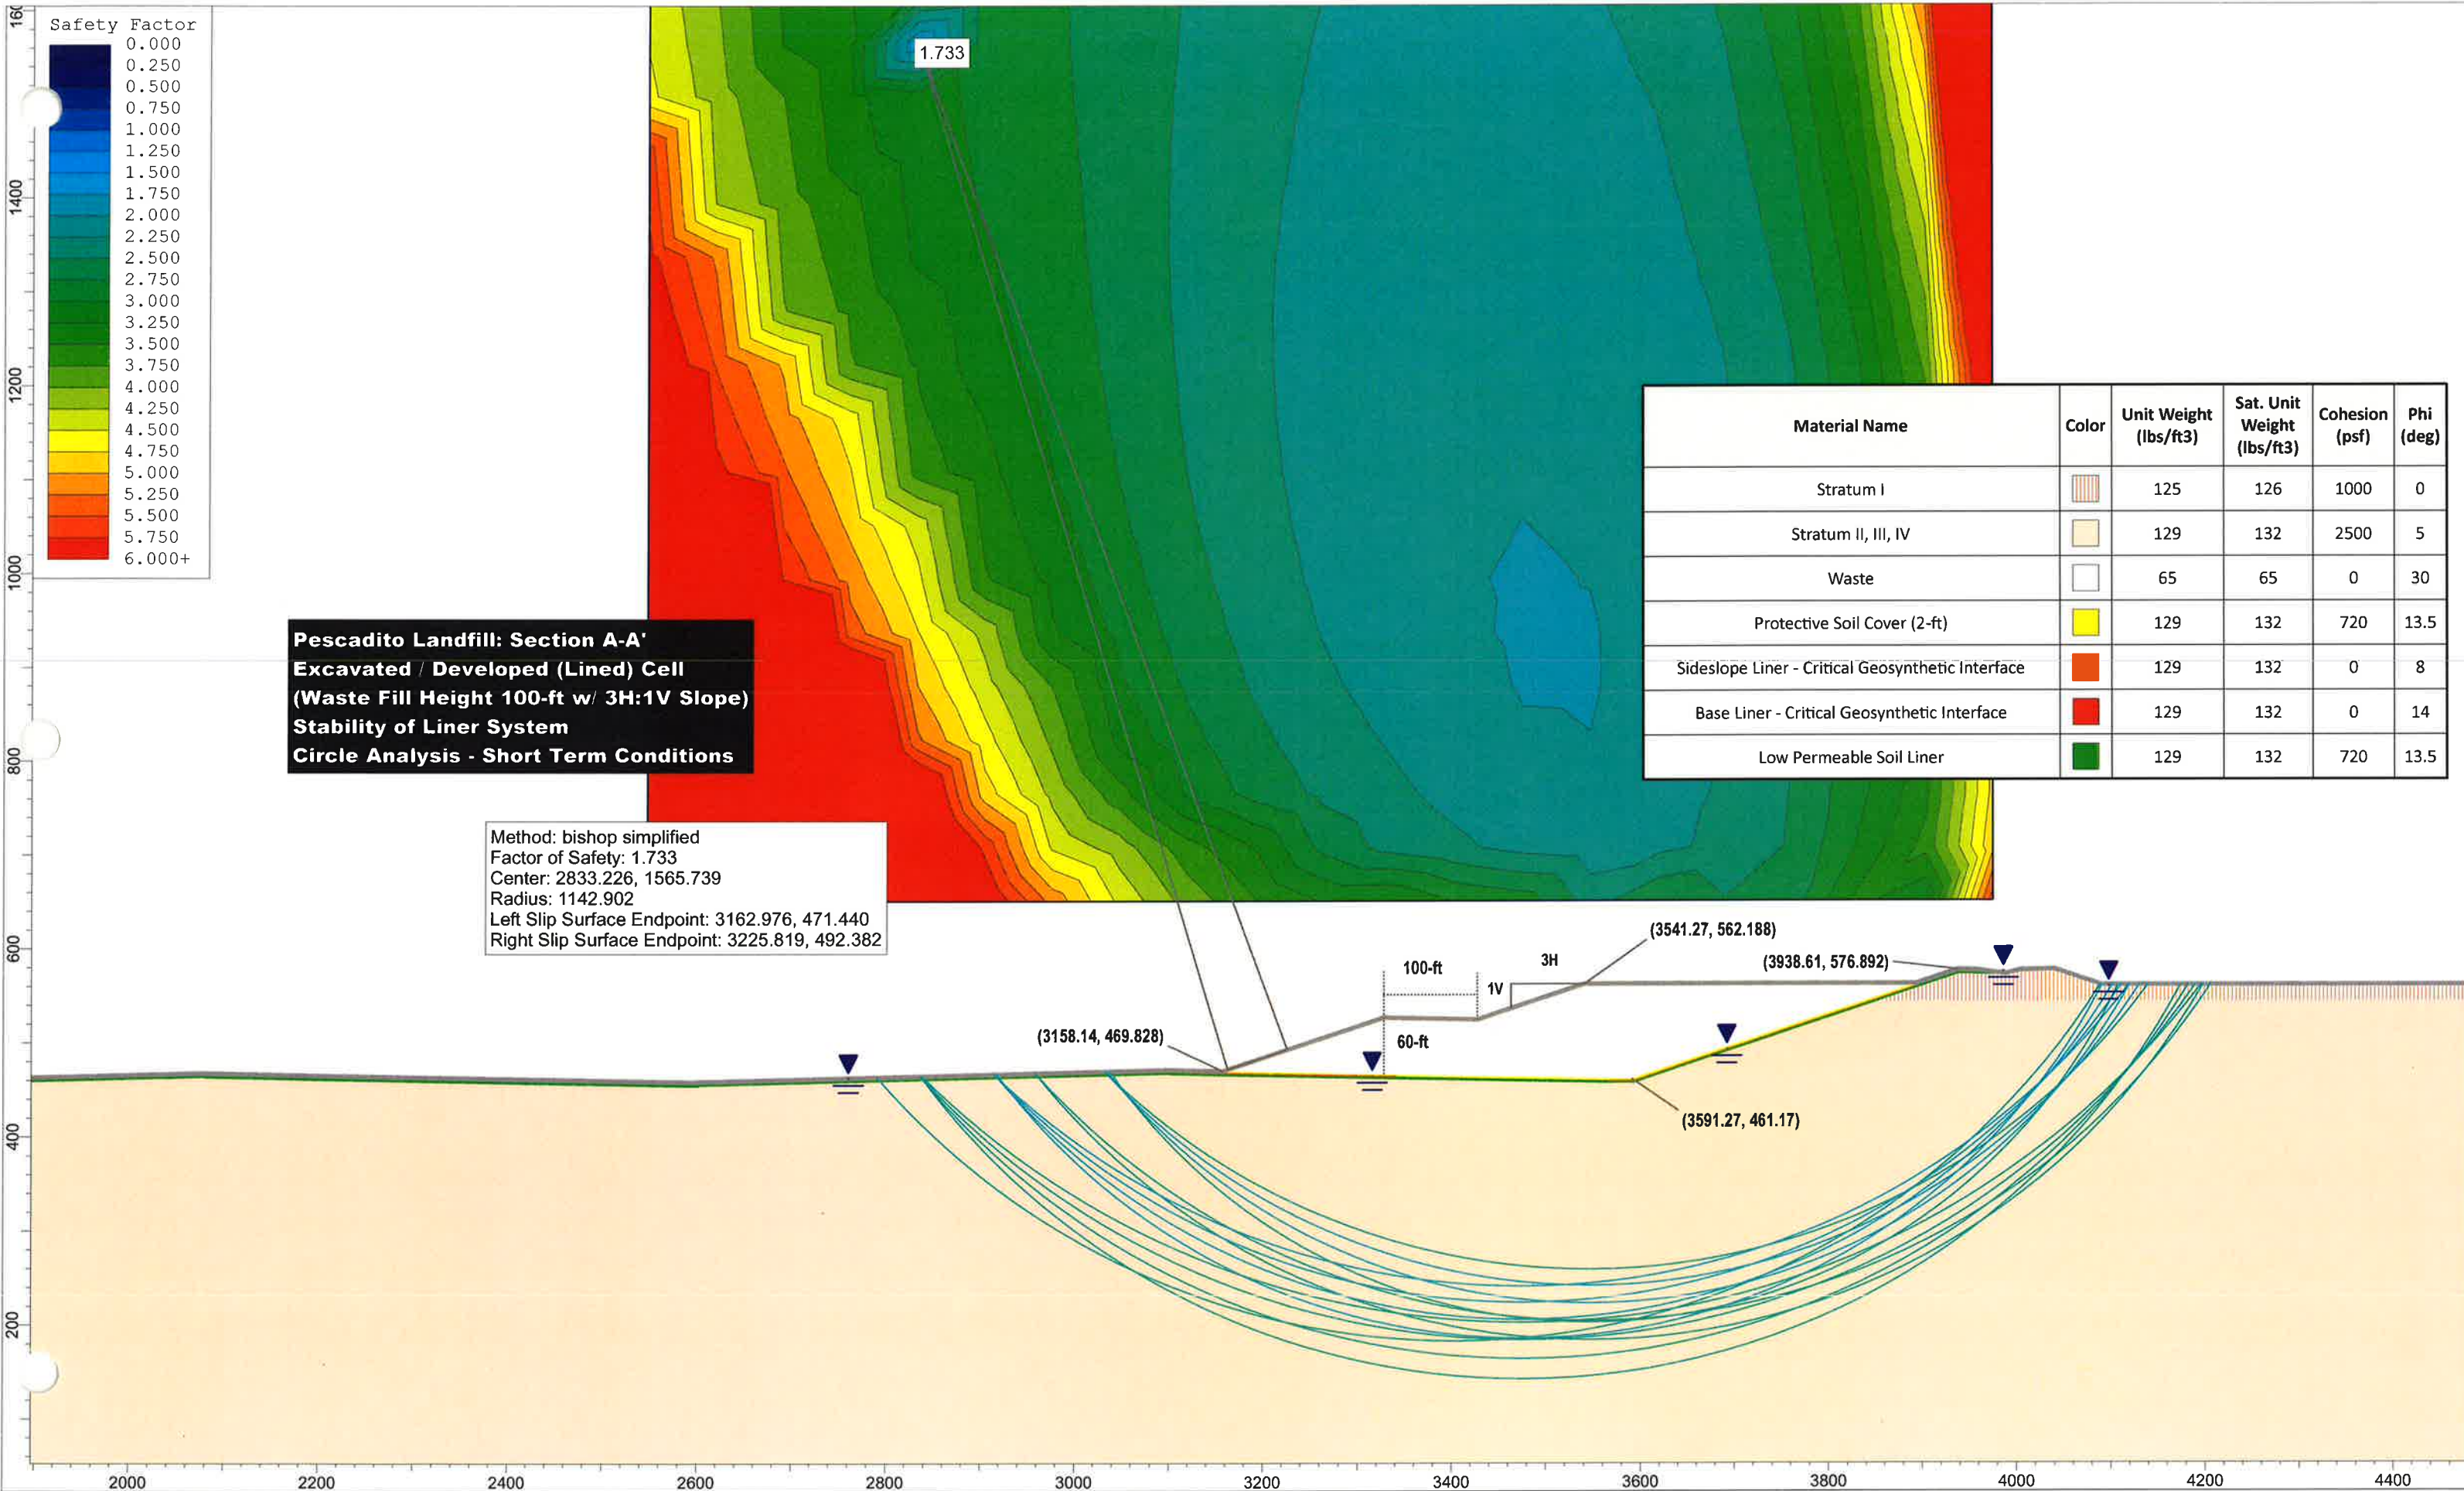 Safety Factor
0.000
0.250
0.500
0.750
1.000
1.250
1.500
1.750
2.000
2.250
2.500
2.750
3.000
3.250
3.500
3.750
4.000
4.250
4.500
4.750
5.000
5.250
5.500
5.750
6.000+
1.733
1400
1200
1000
800
600
400
200
Material Name Color Unit Weight (lbs/ft3) Sat. Unit Weight (lbs/ft3) Cohesion (psf) Phi (deg)
Stratum I 125 126 1000 0
Stratum II, III, IV 129 132 2500 5
Waste 65 65 0 30
Protective Soil Cover (2-ft) 129 132 720 13.5
Sideslope Liner - Critical Geosynthetic Interface 129 132 0 8
Base Liner - Critical Geosynthetic Interface 129 132 0 14
Low Permeable Soil Liner 129 132 720 13.5
Pescadito Landfill: Section A-A'
Excavated / Developed (Lined) Cell
(Waste Fill Height 100-ft w/ 3H:1V Slope)
Stability of Liner System
Circle Analysis - Short Term Conditions
Method: bishop simplified
Factor of Safety: 1.733
Center: 2833.226, 1565.739
Radius: 1142.902
Left Slip Surface Endpoint: 3162.976, 471.440
Right Slip Surface Endpoint: 3225.819, 492.382
(3541.27, 562.188)
(3938.61, 576.892)
100-ft
3H
1V
(3158.14, 469.828)
60-ft
(3591.27, 461.17)
2000 2200 2400 2600 2800 3000 3200 3400 3600 3800 4000 4200 4400